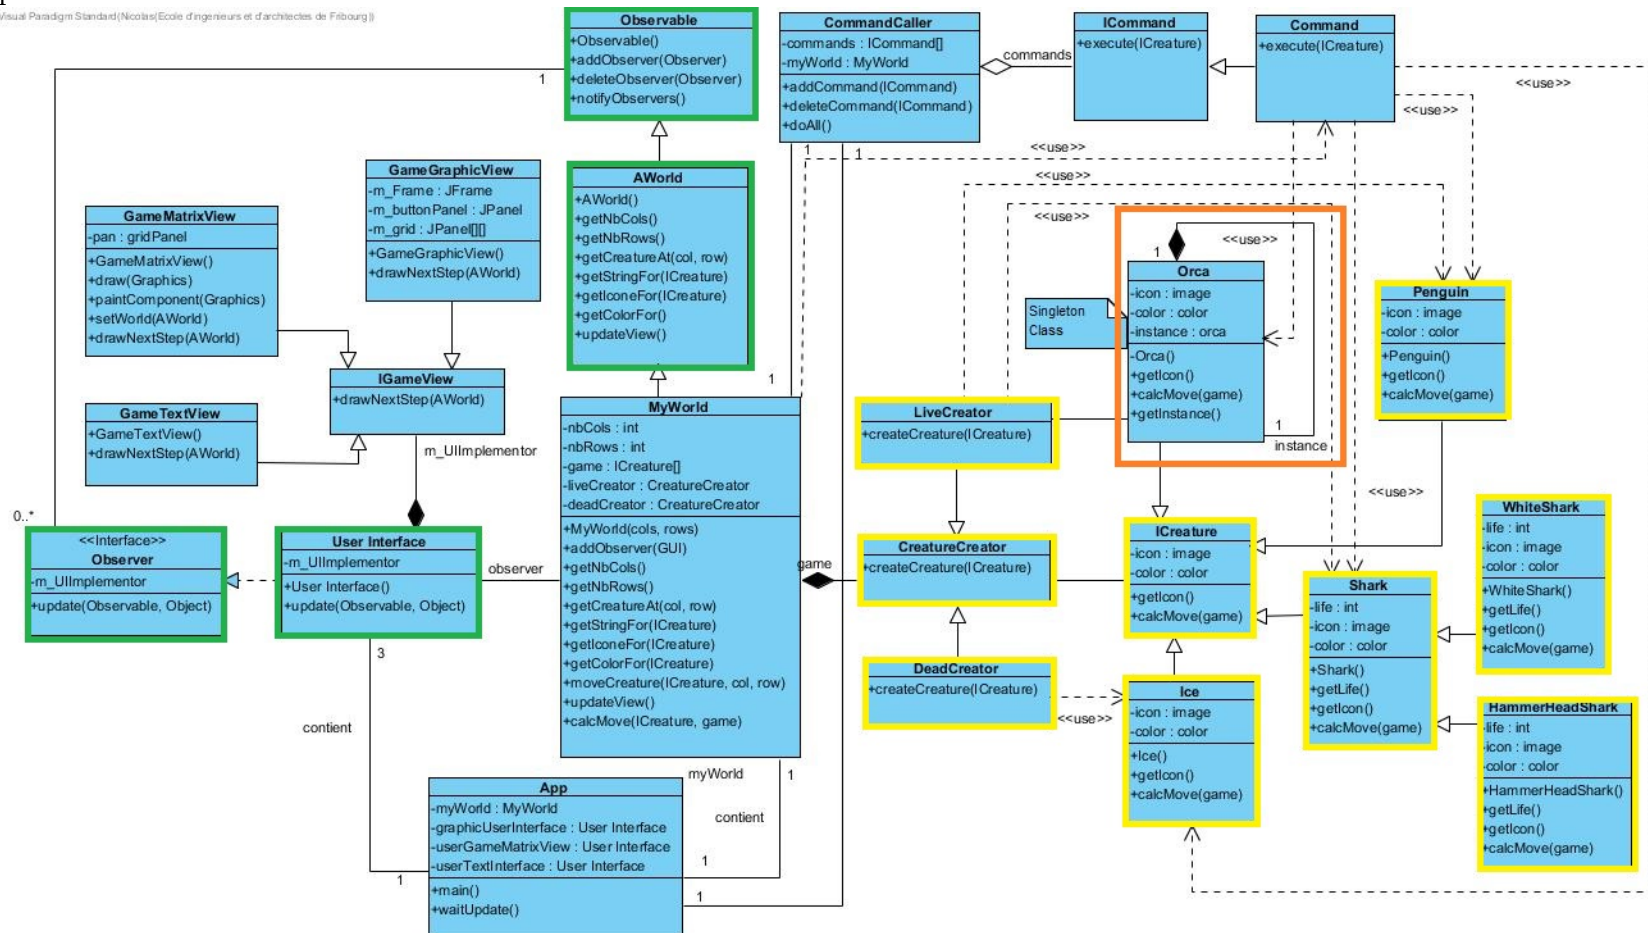 Visual Paradigm Standard(Nicolas(Ecole d'ingenieurs et d'architectes de Fribourg))
Observable
+Observable()
+addObserver(Observer)
+deleteObserver(Observer)
+notifyObservers()
1
CommandCaller
-commands : ICommand[]
-myWorld : MyWorld
+addCommand(ICommand)
+deleteCommand(ICommand)
+doAll()
commands
ICommand
+execute(ICreature)
Command
+execute(ICreature)
<<use>>
<<use>>
<<use>>
<<use>>
<<use>>
<<use>>
1
1
GameGraphicView
-m_Frame : JFrame
-m_buttonPanel : JPanel
-m_grid : JPanel[][]
+GameGraphicView()
+drawNextStep(AWorld)
AWorld
+AWorld()
+getNbCols()
+getNbRows()
+getCreatureAt(col, row)
+getStringFor(ICreature)
+getIconeFor(ICreature)
+getColorFor()
+updateView()
GameMatrixView
-pan : gridPanel
+GameMatrixView()
+draw(Graphics)
+paintComponent(Graphics)
+setWorld(AWorld)
+drawNextStep(AWorld)
Singleton
Class
1
Orca
-icon : image
-color : color
-instance : orca
-Orca()
+getIcon()
+calcMove(game)
+getInstance()
1
instance
Penguin
-icon : image
-color : color
+Penguin()
+getIcon()
+calcMove(game)
IGameView
+drawNextStep(AWorld)
GameTextView
+GameTextView()
+drawNextStep(AWorld)
m_UIImplementor
1
MyWorld
-nbCols : int
-nbRows : int
-game : ICreature[]
-liveCreator : CreatureCreator
-deadCreator : CreatureCreator
+MyWorld(cols, rows)
+addObserver(GUI)
+getNbCols()
+getNbRows()
+getCreatureAt(col, row)
+getStringFor(ICreature)
+getIconeFor(ICreature)
+getColorFor(ICreature)
+moveCreature(ICreature, col, row)
+updateView()
+calcMove(ICreature, game)
LiveCreator
+createCreature(ICreature)
<<use>>
0..*
<<Interface>>
Observer
-m_UIImplementor
+update(Observable, Object)
User Interface
-m_UIImplementor
+User Interface()
+update(Observable, Object)
observer
game
CreatureCreator
+createCreature(ICreature)
ICreature
-icon : image
-color : color
+getIcon()
+calcMove(game)
WhiteShark
-life : int
-icon : image
-color : color
+WhiteShark()
+getLife()
+getIcon()
+calcMove(game)
Shark
-life : int
-icon : image
-color : color
+Shark()
+getLife()
+getIcon()
+calcMove(game)
DeadCreator
+createCreature(ICreature)
<<use>>
Ice
-icon : image
-color : color
+Ice()
+getIcon()
+calcMove(game)
HammerHeadShark
-life : int
-icon : image
-color : color
+HammerHeadShark()
+getLife()
+getIcon()
+calcMove(game)
3
contient
myWorld
1
contient
App
-myWorld : MyWorld
-graphicUserInterface : User Interface
-userGameMatrixView : User Interface
-userTextInterface : User Interface
+main()
+waitUpdate()
1
1
1